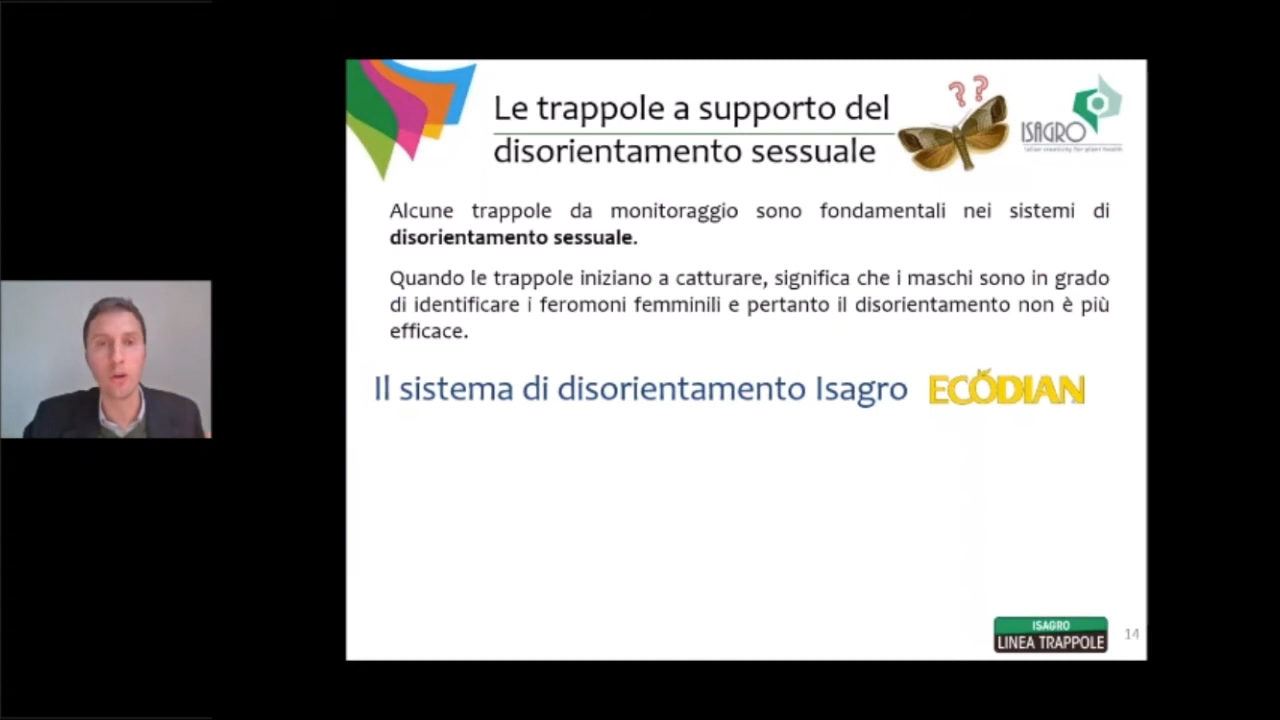 Le trappole a supporto del
disorientamento sessuale
? ?
ISAGRO
Alcune trappole da monitoraggio sono fondamentali nei sistemi di
disorientamento sessuale.
Quando le trappole iniziano a catturare, significa che i maschi sono in grado
di identificare i feromoni femminili e pertanto il disorientamento non è più
efficace.
Il sistema di disorientamento Isagro ECODIAN
ISAGRO
LINEA TRAPPOLE
14